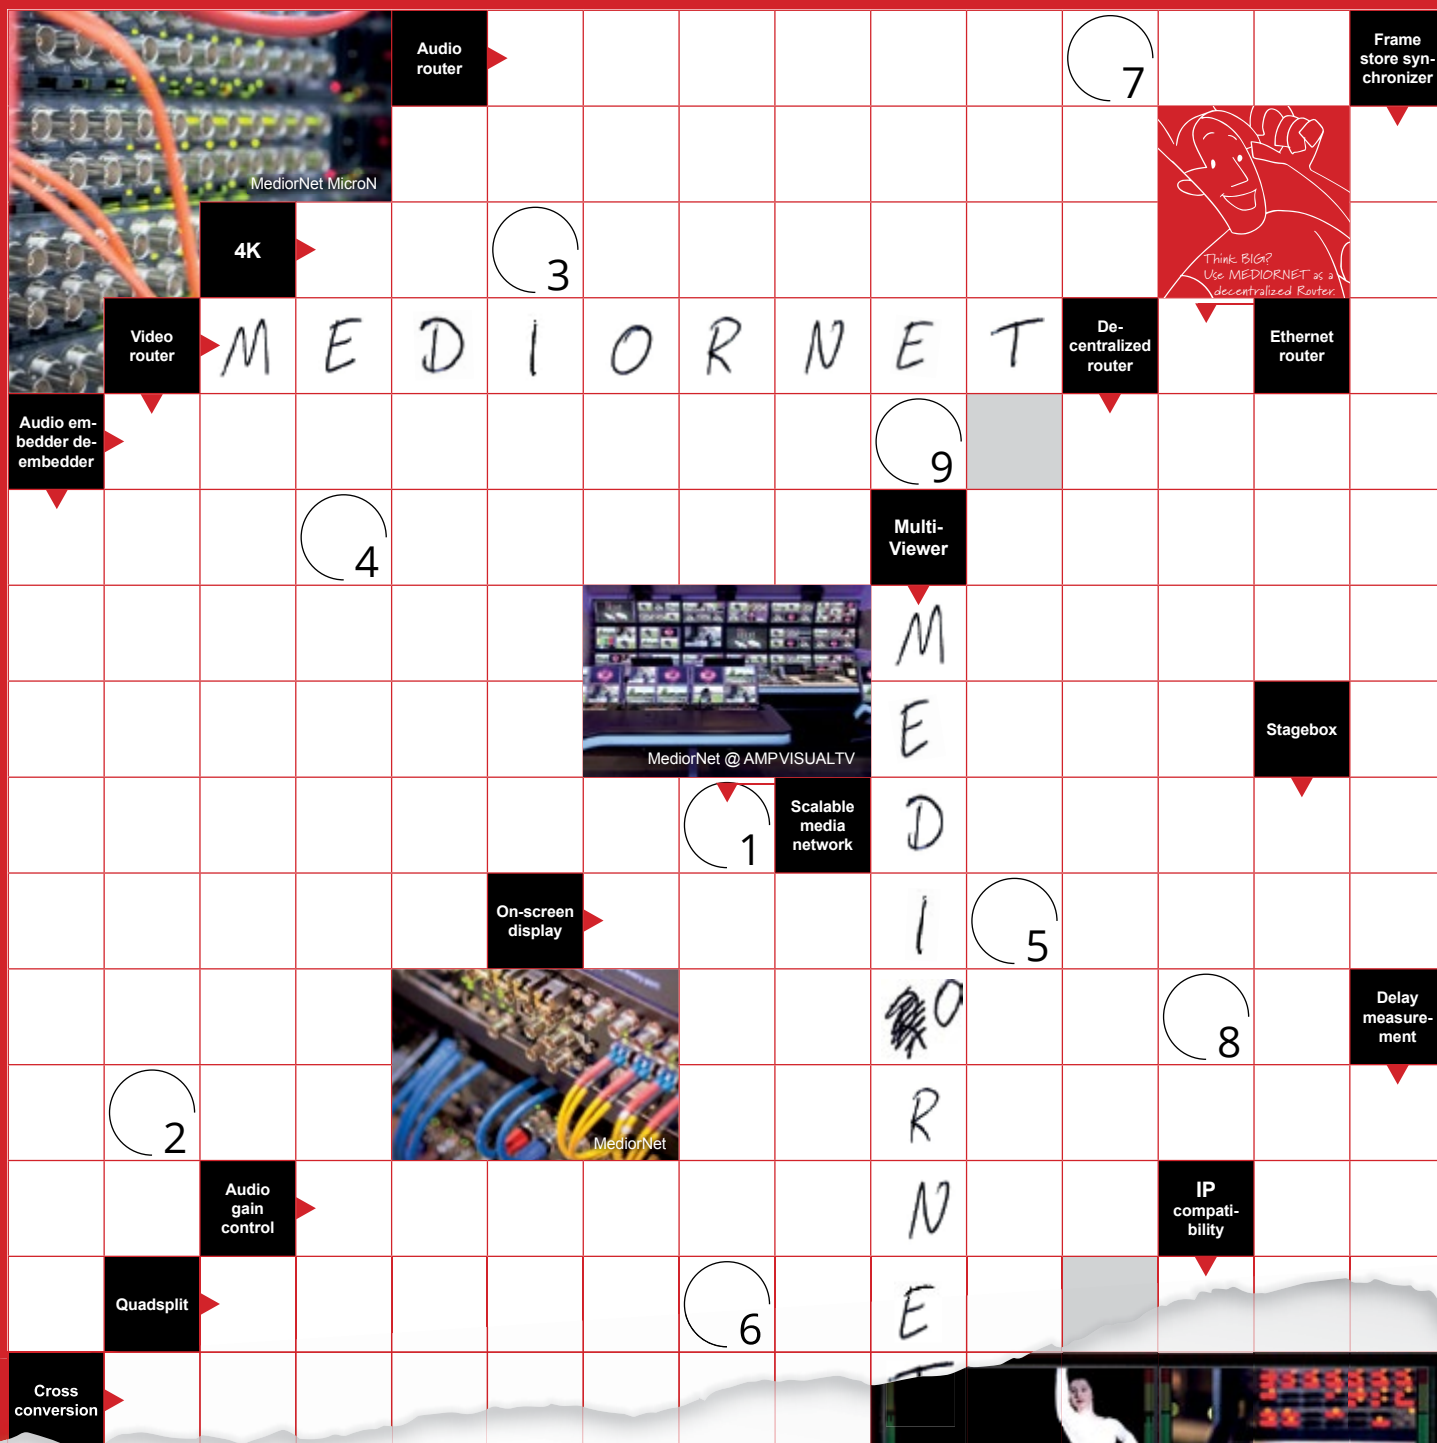 Audio
router
7
Frame
store syn-
chronizer
MediorNet MicroN
4K
3
Think BIG?
Use MEDIORNET as a
decentralized Router.
Video
router
M E D I O R N E T
De-
centralized
router
Ethernet
router
Audio em-
bedder de-
embedder
9
4
Multi-
Viewer
M
E
D
I
O
R
N
E
T
MediorNet @ AMPVISUALTV
Stagebox
1
Scalable
media
network
On-screen
display
5
8
Delay
measure-
ment
2
MediorNet
Audio
gain
control
IP
compati-
bility
Quadsplit
6
Cross
conversion